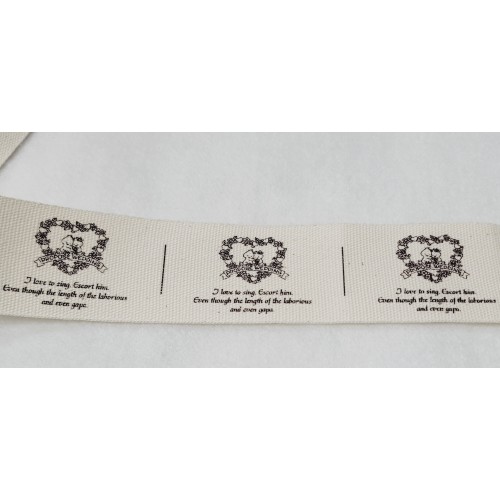 I love to sing. Escort him.
Even though the length of the laborious
and even gaps.
I love to sing. Escort him.
Even though the length of the laborious
and even gaps.
I love to sing. Escort him.
Even though the length of the laborious
and even gaps.